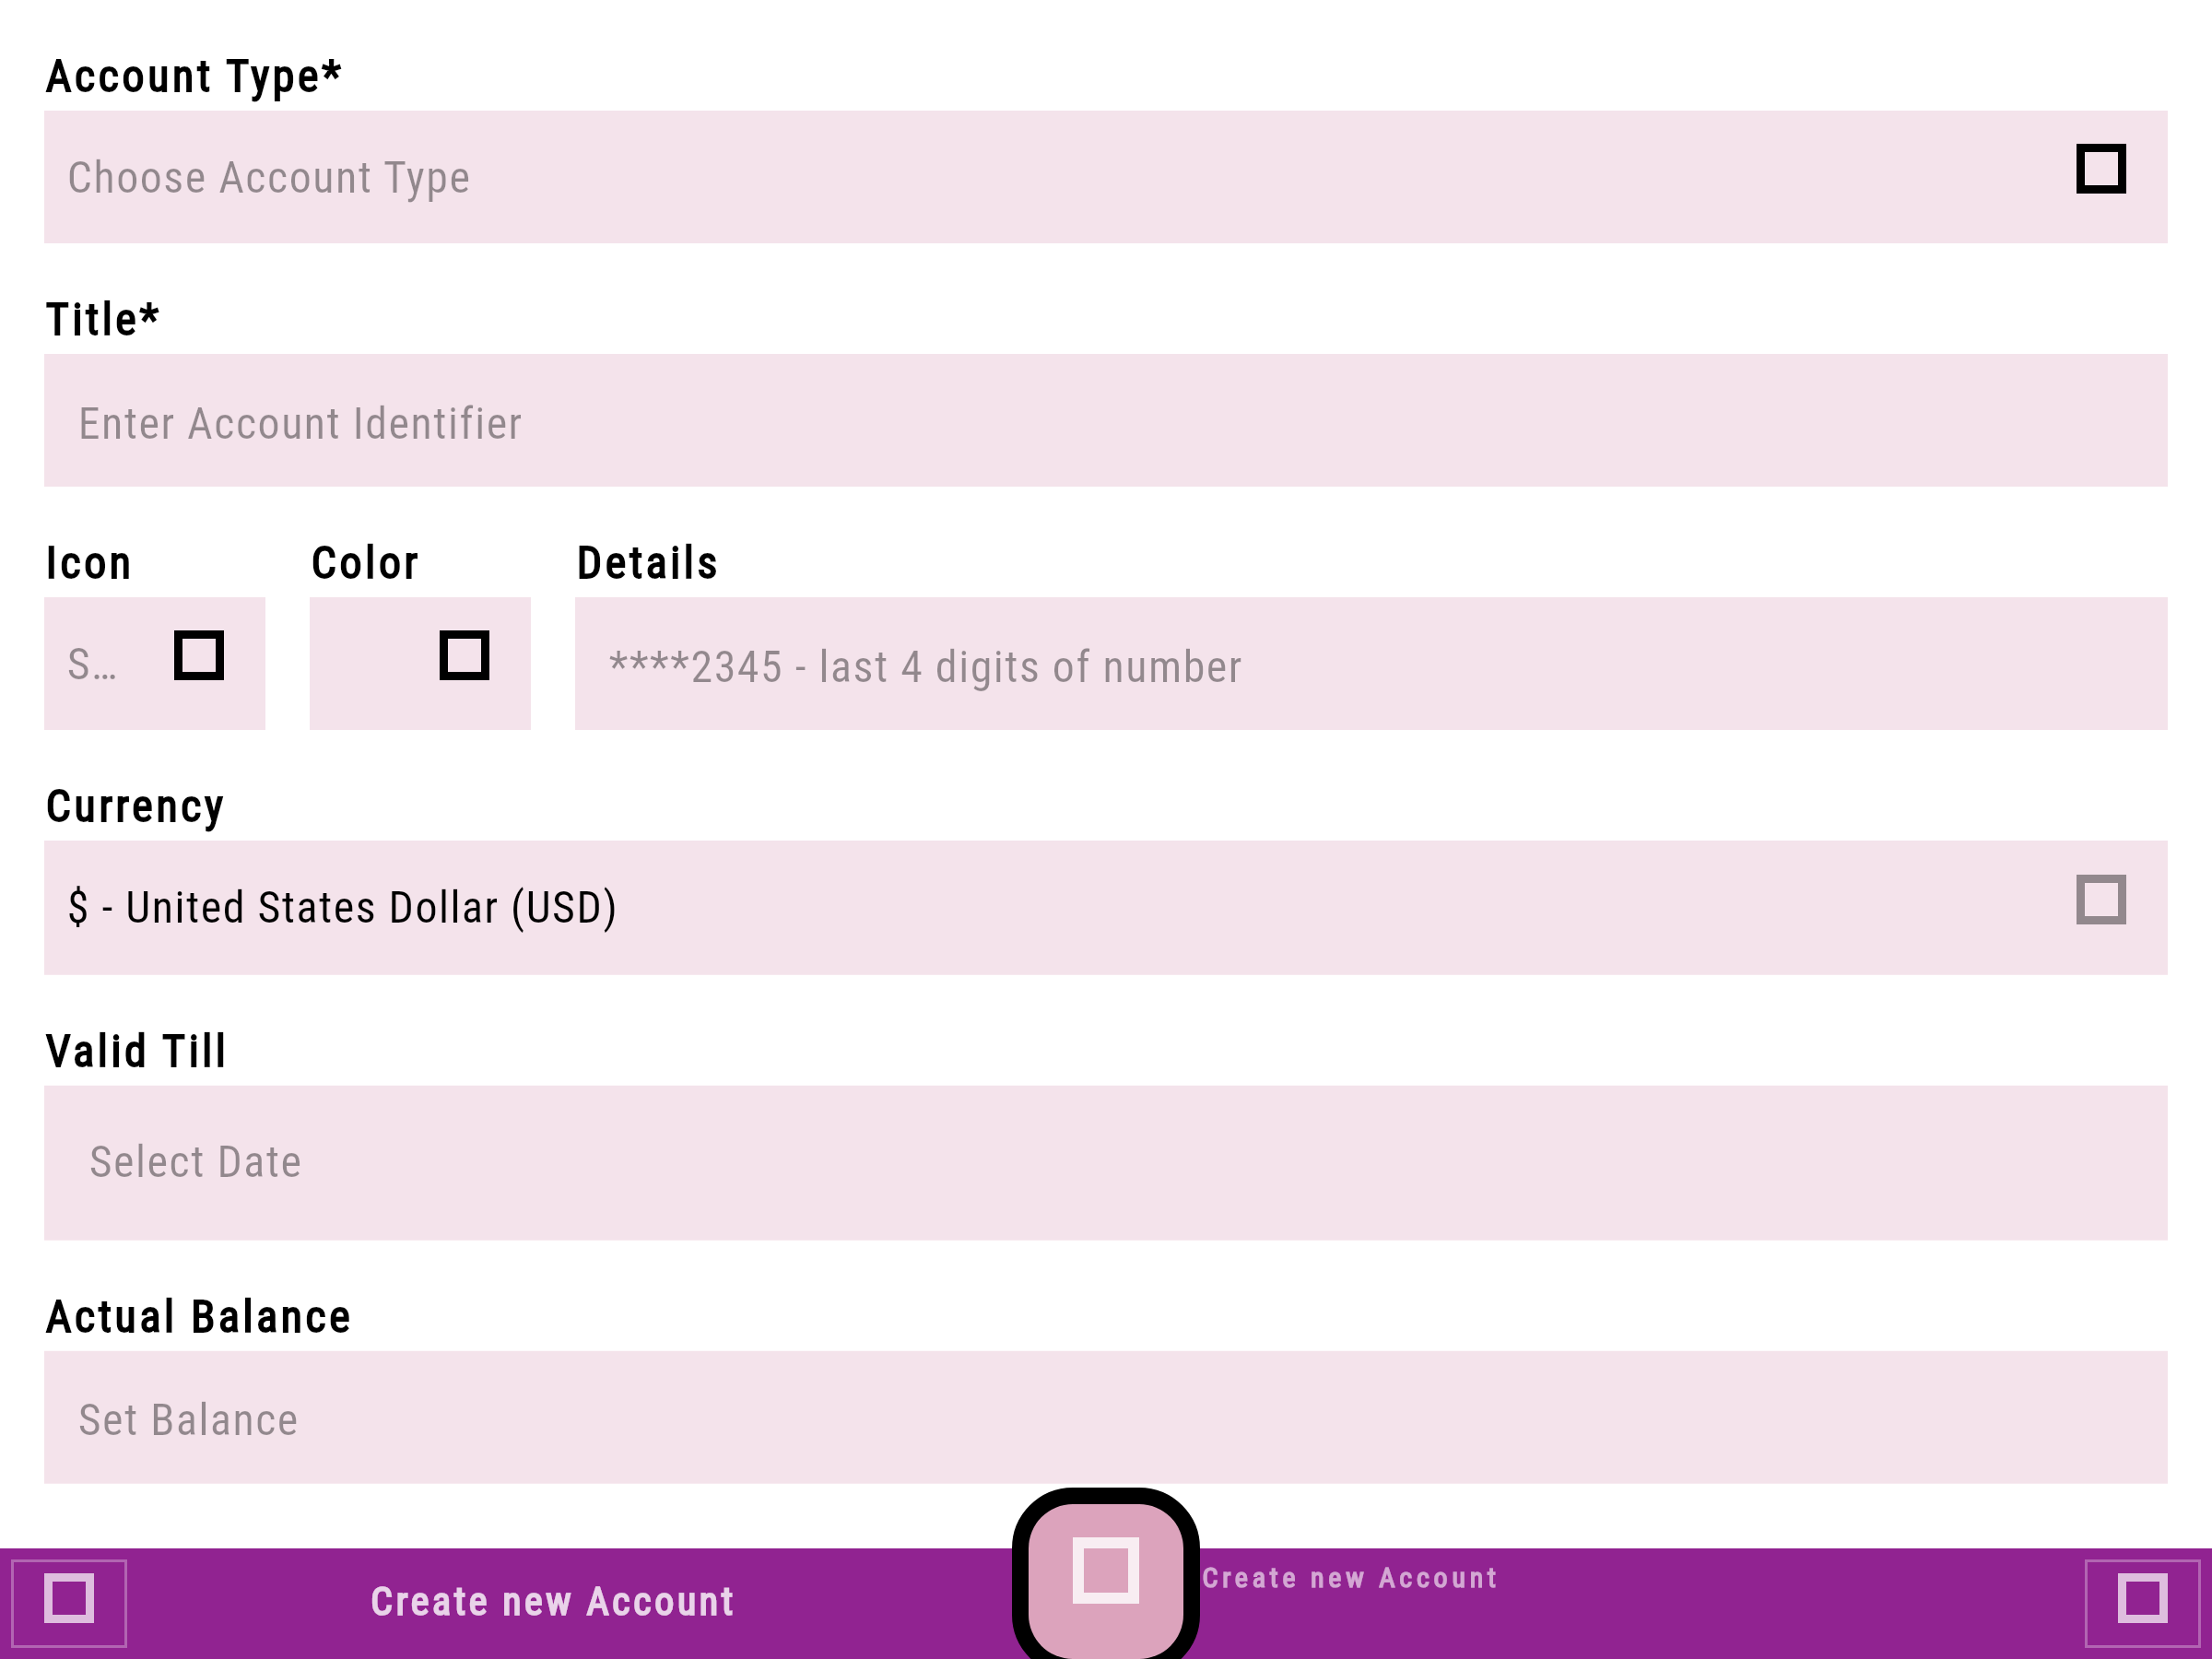 Account Type*
Choose Account Type
Title*
Enter Account Identifier
Icon Color Details
S… ****2345 - last 4 digits of number
Currency
$ - United States Dollar (USD)
Valid Till
Select Date
Actual Balance
Set Balance
Create new Account Create new Account